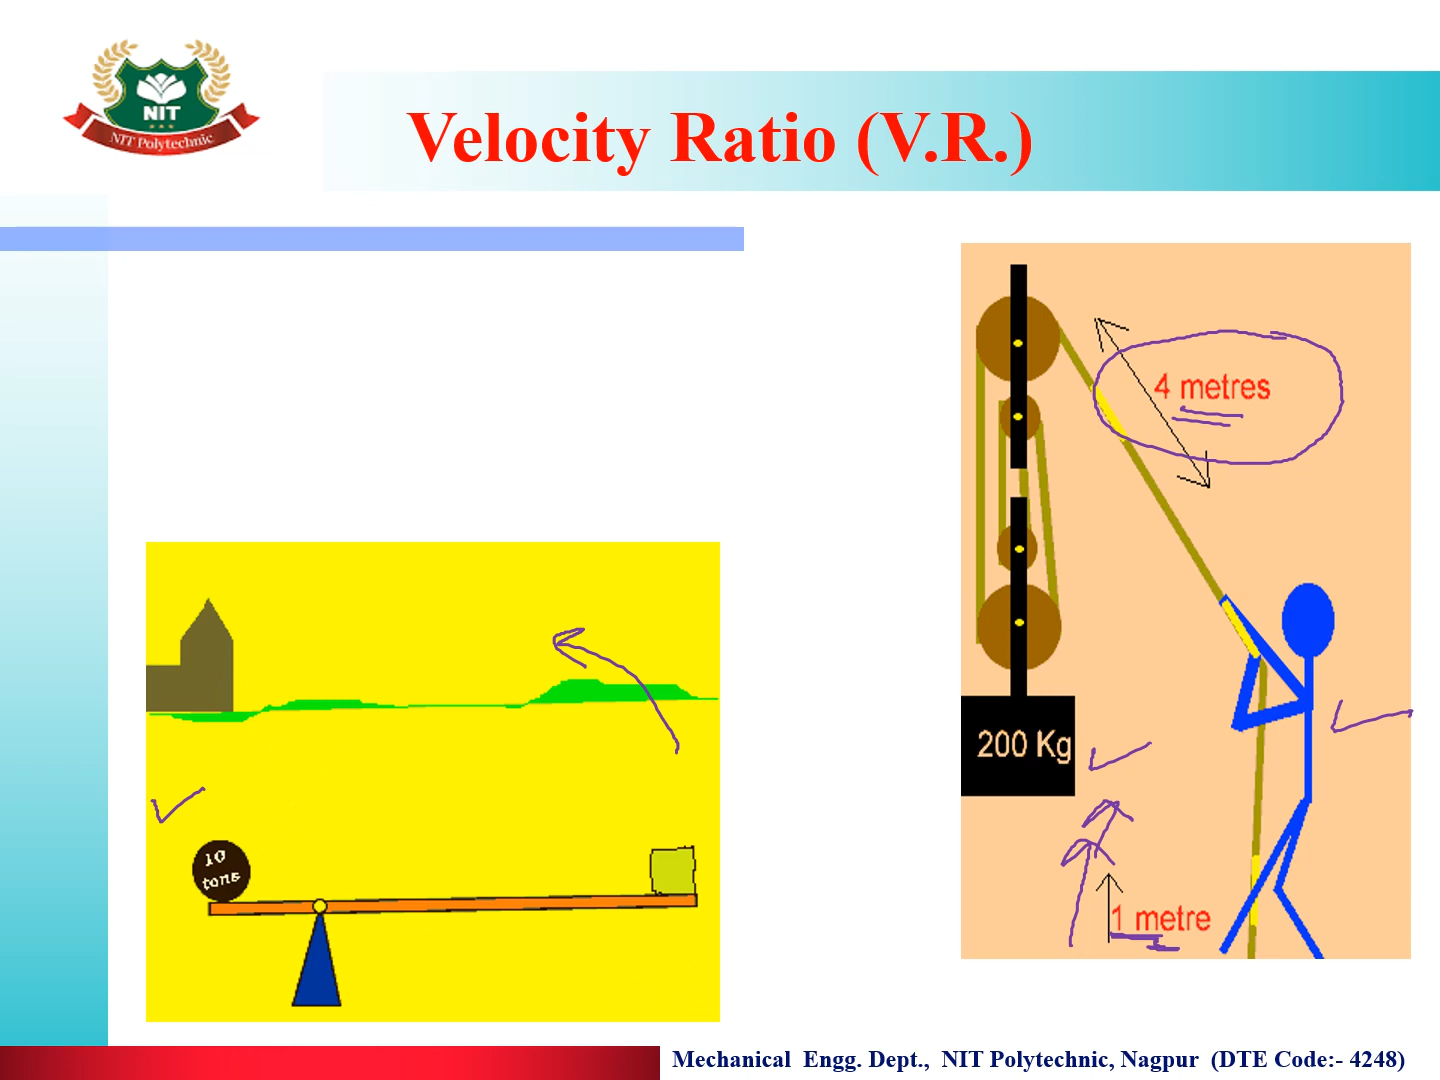 NIT
NIT Polytechnic
Velocity Ratio (V.R.)
4 metres
200 Kg
1 metre
10
tons
Mechanical Engg. Dept., NIT Polytechnic, Nagpur (DTE Code:- 4248)